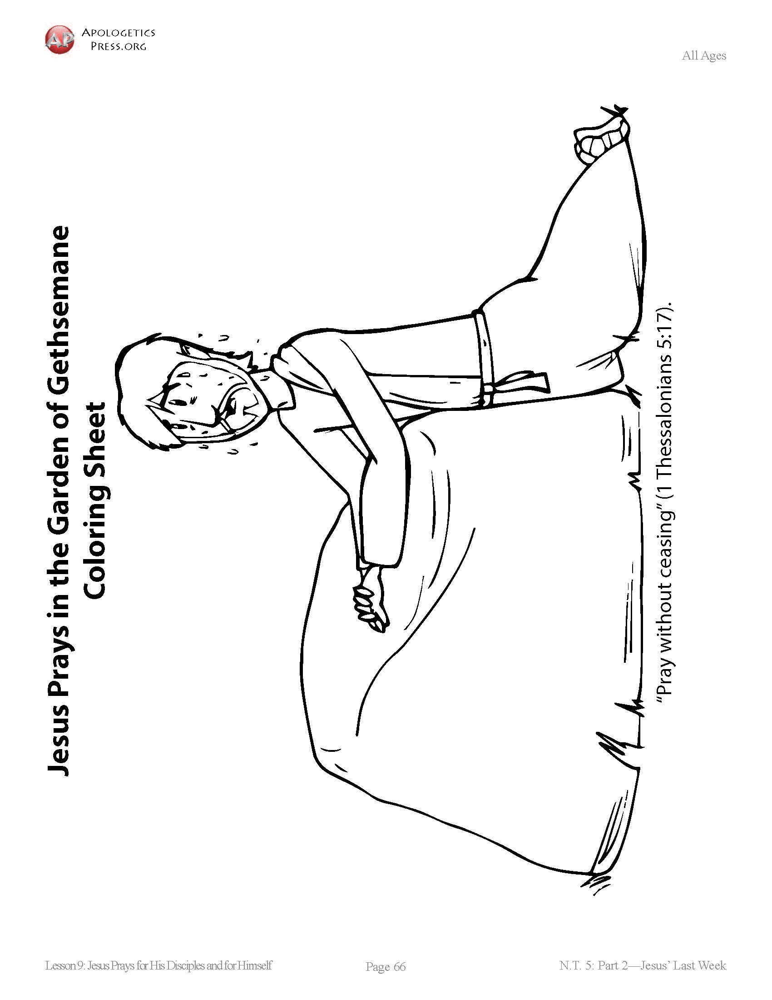 AP
APOLOGETICS
PRESS.ORG
All Ages
Jesus Prays in the Garden of Gethsemane
Coloring Sheet
“Pray without ceasing” (1 Thessalonians 5:17).
Lesson 9: Jesus Prays for His Disciples and for Himself
Page 66
N.T. 5: Part 2—Jesus’ Last Week